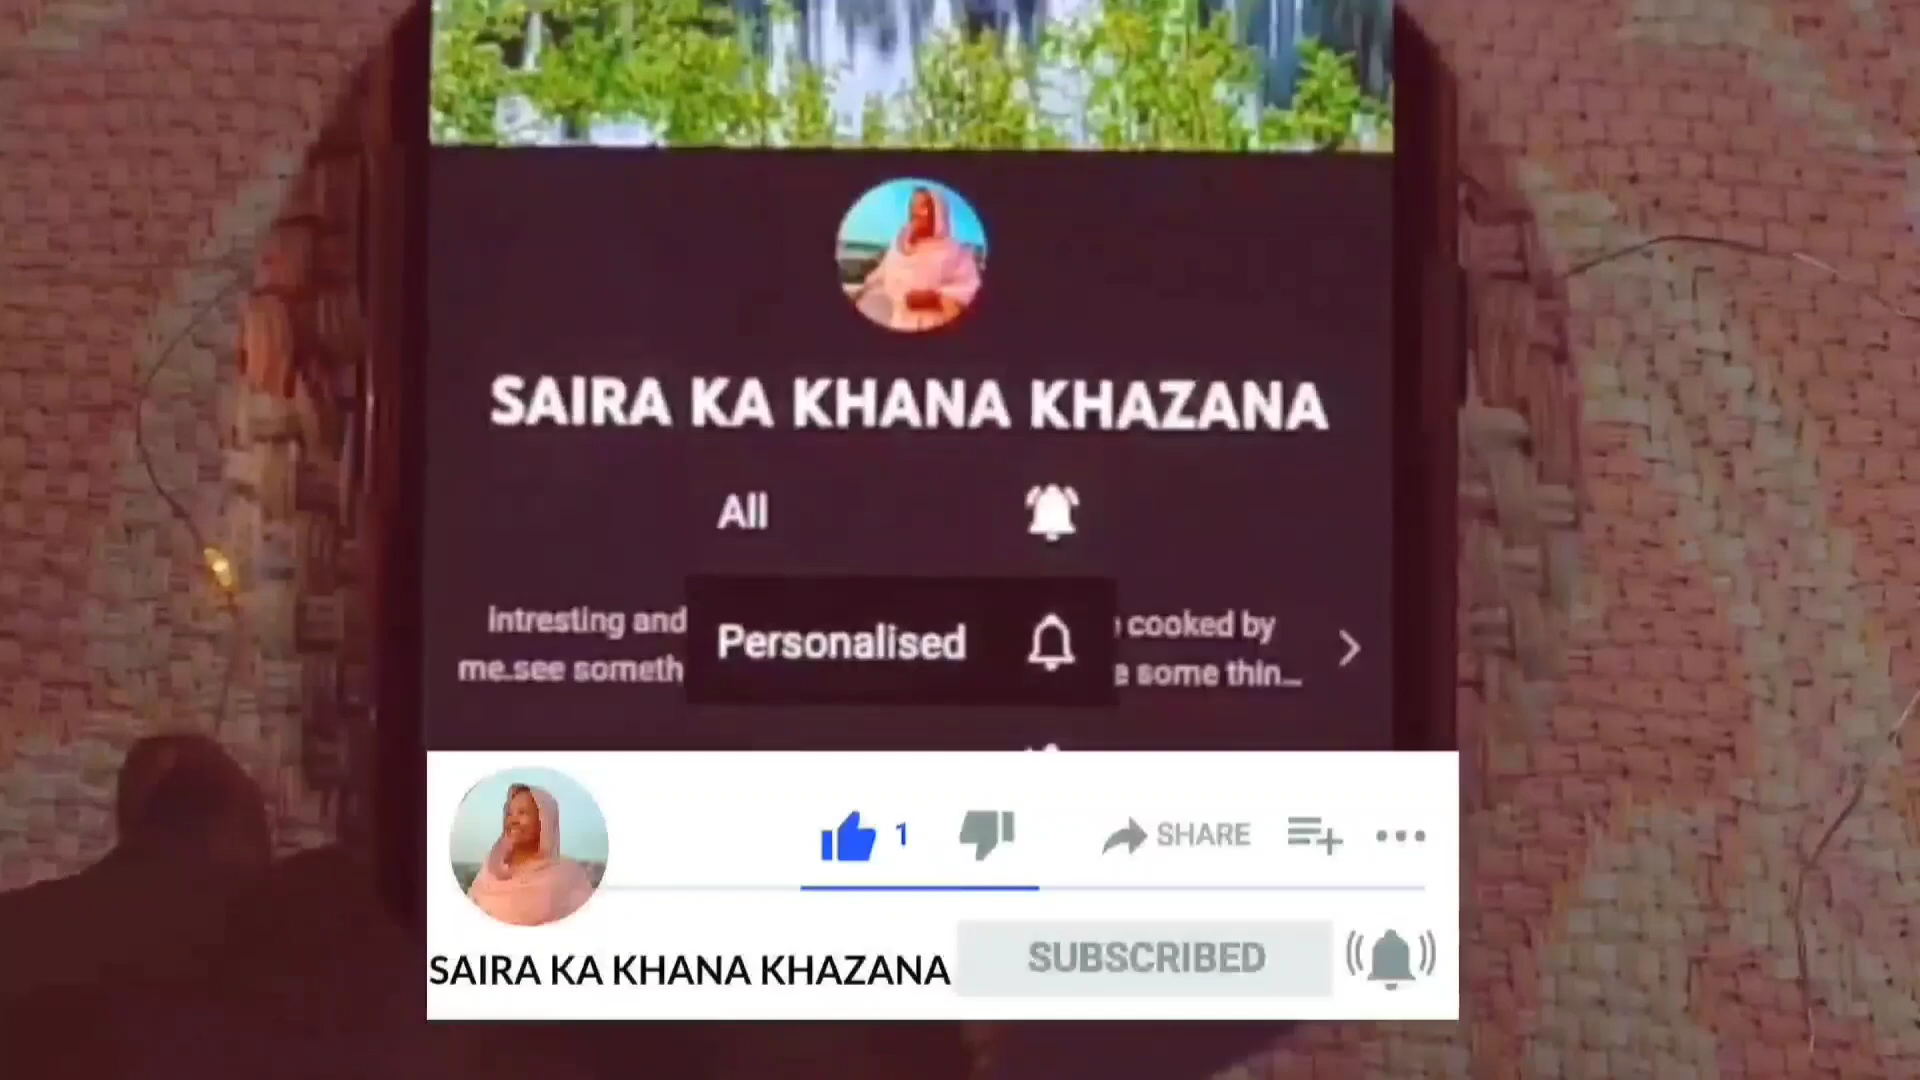 SAIRA KA KHANA KHAZANA
All
intresting and
Personalised
cooked by
me.see someth
some thin...
1
SHARE
SAIRA KA KHANA KHAZANA
SUBSCRIBED